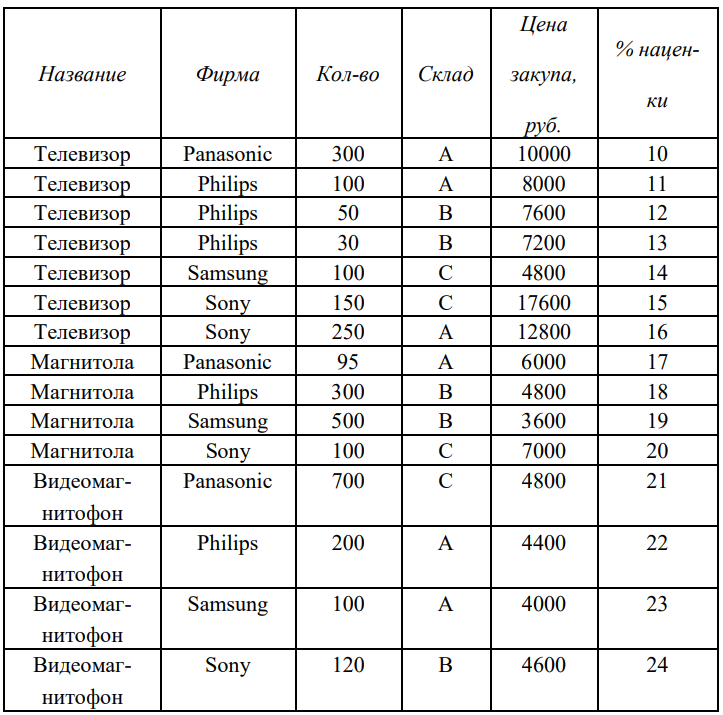 Название Фирма Кол-во Склад Цена закупа, руб. % нацен-ки
Телевизор Panasonic 300 A 10000 10
Телевизор Philips 100 A 8000 11
Телевизор Philips 50 B 7600 12
Телевизор Philips 30 B 7200 13
Телевизор Samsung 100 C 4800 14
Телевизор Sony 150 C 17600 15
Телевизор Sony 250 A 12800 16
Магнитола Panasonic 95 A 6000 17
Магнитола Philips 300 B 4800 18
Магнитола Samsung 500 B 3600 19
Магнитола Sony 100 C 7000 20
Видеомаг-
нитофон Panasonic 700 C 4800 21
Видеомаг-
нитофон Philips 200 A 4400 22
Видеомаг-
нитофон Samsung 100 A 4000 23
Видеомаг-
нитофон Sony 120 B 4600 24